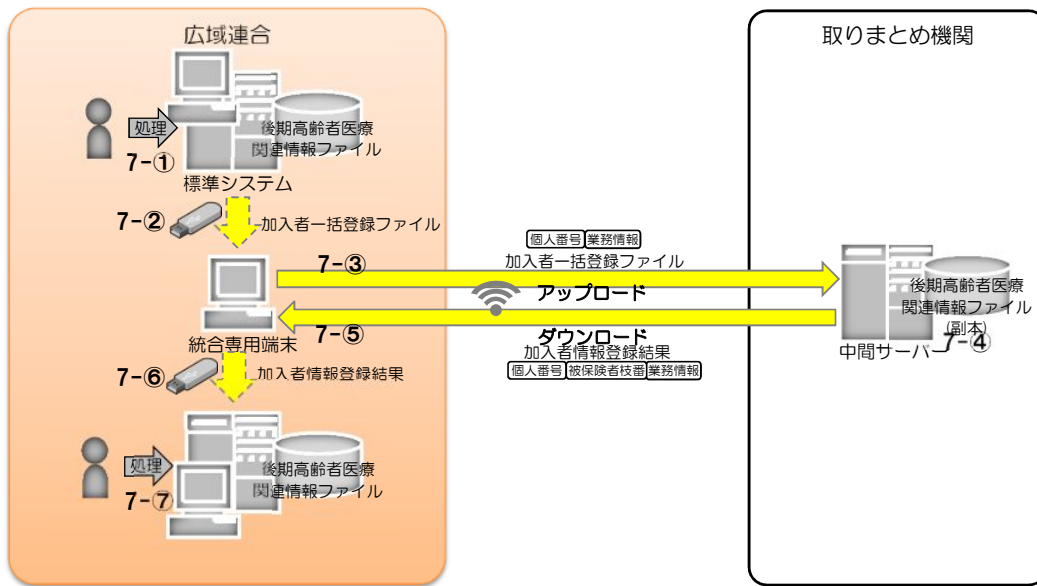 広域連合
処理
7-①
後期高齢者医療
関連情報ファイル
標準システム
7-②
加入者一括登録ファイル
7-③
個人番号 業務情報
加入者一括登録ファイル
アップロード
取りまとめ機関
後期高齢者医療
関連情報ファイル
(副本)
中間サーバー
7-④
7-⑤
ダウンロード
加入者情報登録結果
個人番号 被保険者枝番 業務情報
統合専用端末
7-⑥
加入者情報登録結果
処理
7-⑦
後期高齢者医療
関連情報ファイル